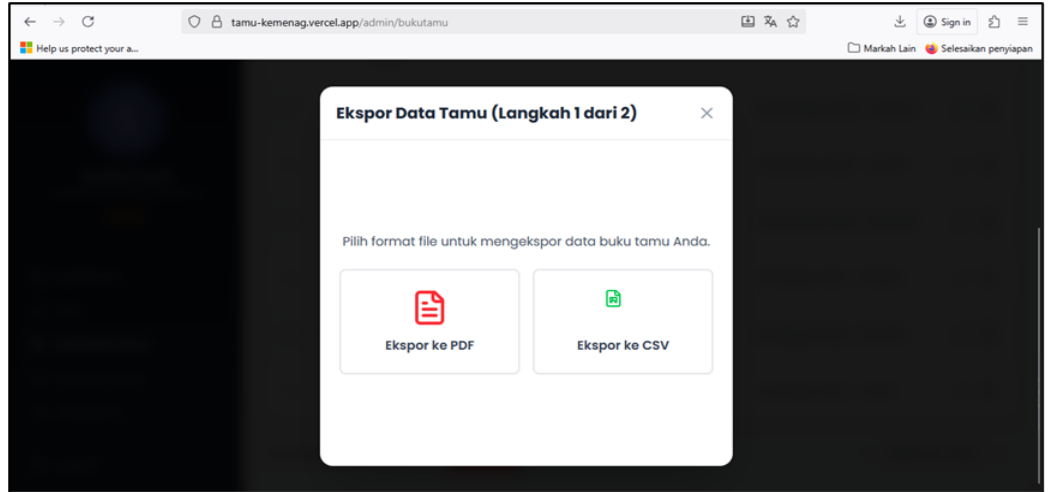 tamu-kemenag.vercel.app/admin/bukutamu
Sign in
Help us protect your a...
Markah Lain
Selesaikan penyiapan
Ekspor Data Tamu (Langkah 1 dari 2)
Pilih format file untuk mengekspor data buku tamu Anda.
Ekspor ke PDF
Ekspor ke CSV